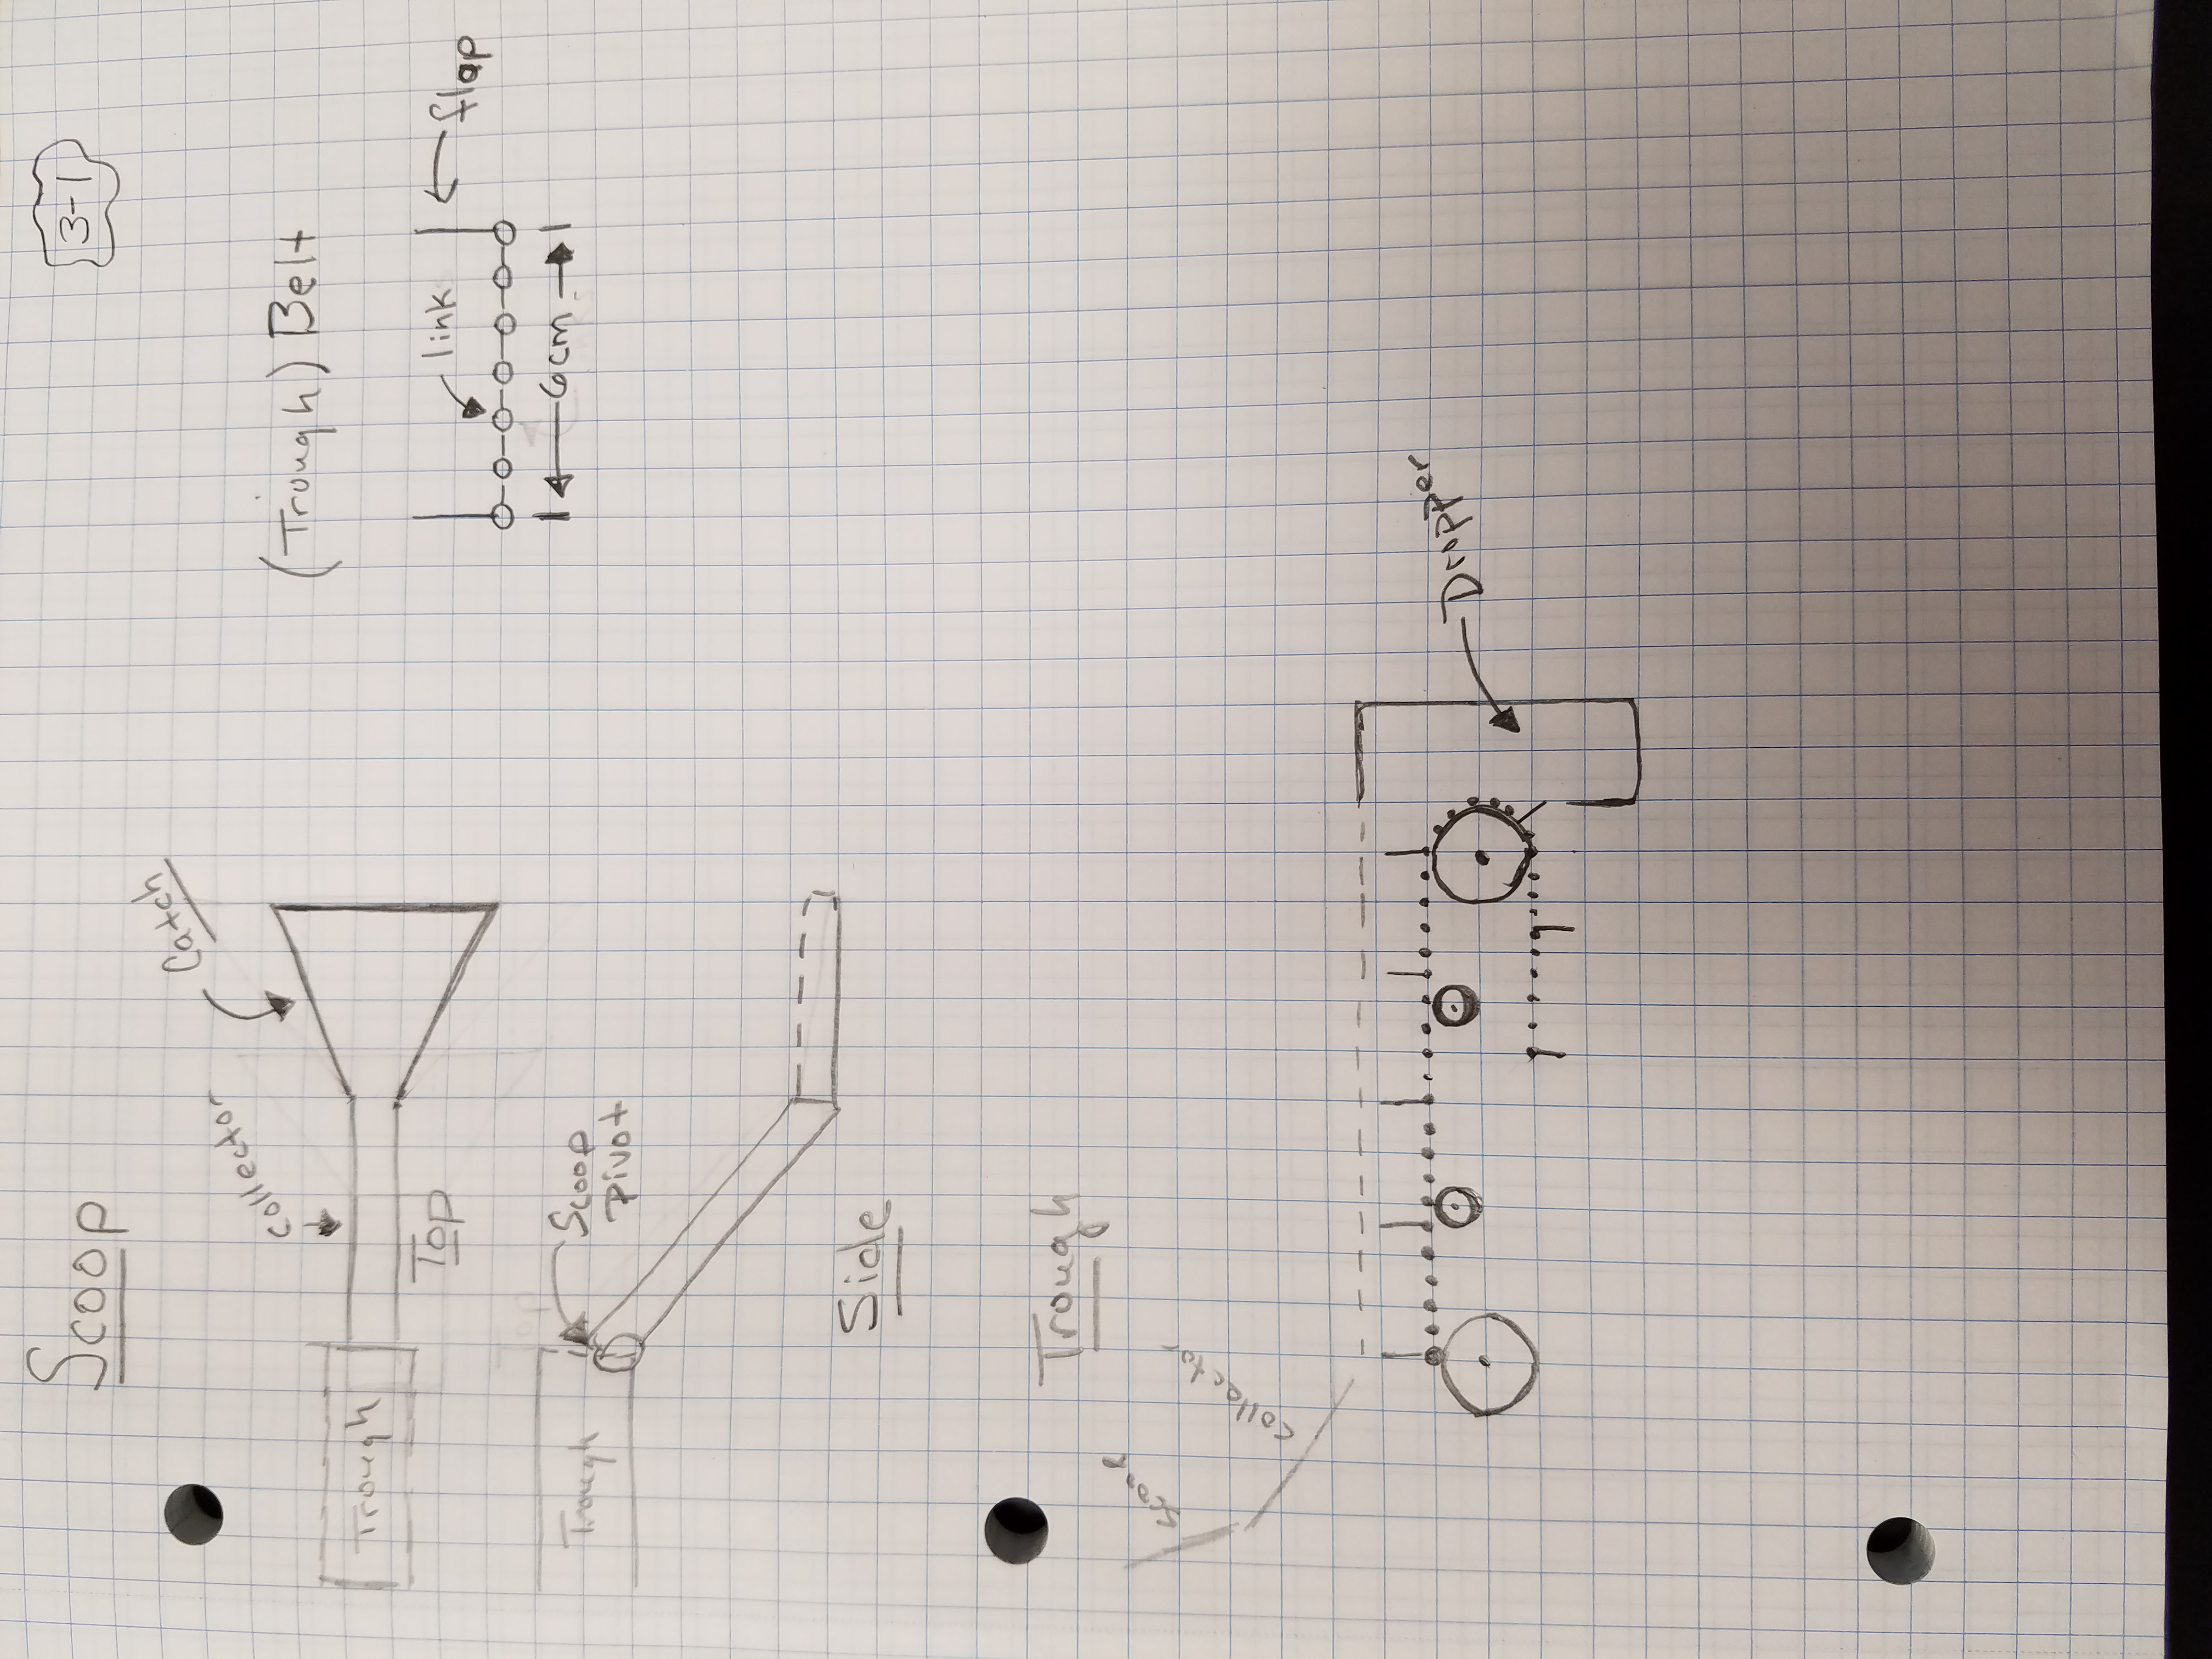 Scoop
3-1
Catch
Collector
Trough
Top
(Trough) Belt
link
flap
6cm
Trough
Scoop
Pivot
Side
Trough
Scoop
Collector
Dropper